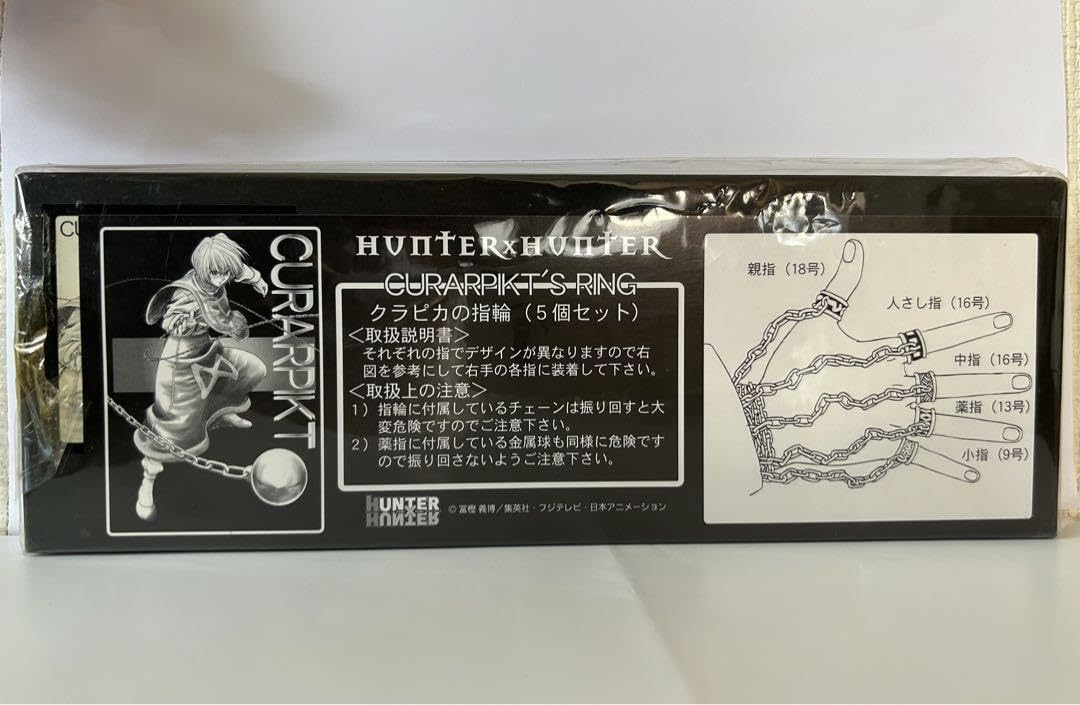 CU
CURARPIKT
HUNTER×HUNTER
CURARPIKT'S RING
クラピカの指輪（５個セット）
＜取扱説明書＞
それぞれの指でデザインが異なりますので右
図を参考にして右手の各指に装着して下さい。
＜取扱上の注意＞
１）指輪に付属しているチェーンは振り回すと大
変危険ですのでご注意下さい。
２）薬指に付属している金属球も同様に危険です
ので振り回さないようご注意下さい。
HUNTER×HUNTER
©冨樫 義博／集英社・フジテレビ・日本アニメーション
親指（18号）
人さし指（16号）
中指（16号）
薬指（13号）
小指（9号）